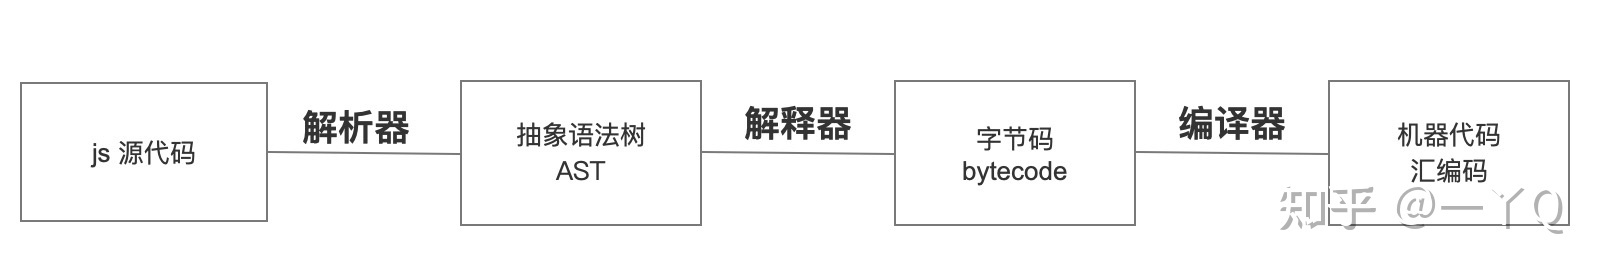 js 源代码
解析器
抽象语法树
AST
解释器
字节码
bytecode
编译器
机器代码
汇编码
知乎 @一丫Q